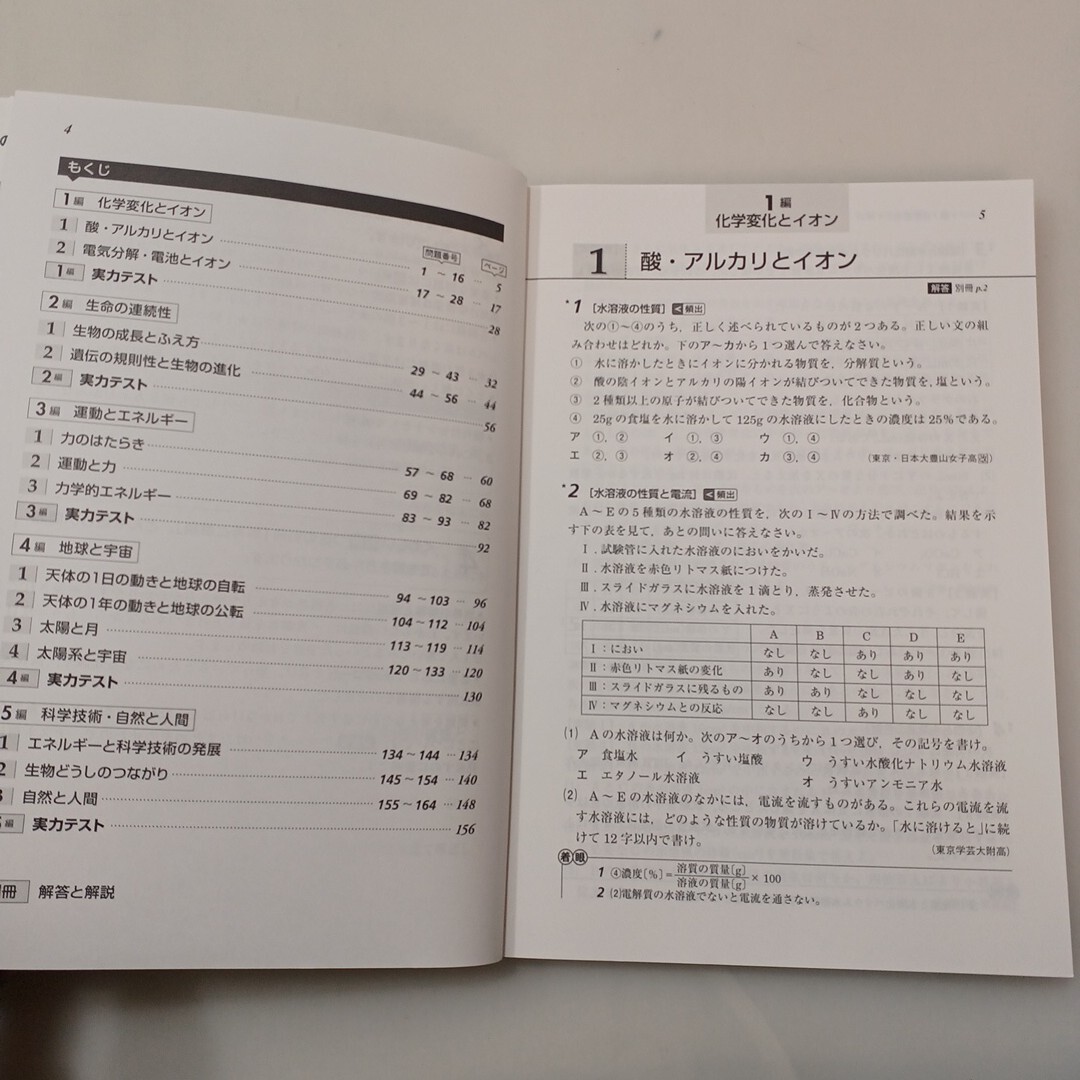 4
もくじ
問題番号 ページ
1編 化学変化とイオン
1 酸・アルカリとイオン 1 ~ 16 … 5
2 電気分解・電池とイオン 17 ~ 28 … 17
1編 実力テスト 28
2編 生命の連続性
1 生物の成長とふえ方 29 ~ 43 … 32
2 遺伝の規則性と生物の進化 44 ~ 56 … 44
2編 実力テスト 56
3編 運動とエネルギー
1 力のはたらき 57 ~ 68 … 60
2 運動と力 69 ~ 82 … 68
3 力学的エネルギー 83 ~ 93 … 82
3編 実力テスト 92
4編 地球と宇宙
1 天体の1日の動きと地球の自転 94 ~ 103 … 96
2 天体の1年の動きと地球の公転 104 ~ 112 … 104
3 太陽と月 113 ~ 119 … 114
4 太陽系と宇宙 120 ~ 133 … 120
4編 実力テスト 130
5編 科学技術・自然と人間
1 エネルギーと科学技術の発展 134 ~ 144 … 134
2 生物どうしのつながり 145 ~ 154 … 140
3 自然と人間 155 ~ 164 … 148
編 実力テスト 156
冊 解答と解説
1編
化学変化とイオン
5
1 酸・アルカリとイオン
解答 別冊 p.2
*1 [水溶液の性質] <頻出
次の①~④のうち,正しく述べられているものが2つある。正しい文の組
み合わせはどれか。下のア~カから1つ選んで答えなさい。
① 水に溶かしたときにイオンに分かれる物質を,分解質という。
② 酸の陰イオンとアルカリの陽イオンが結びついてできた物質を,塩という。
③ 2種類以上の原子が結びついてできた物質を,化合物という。
④ 25gの食塩を水に溶かして125gの水溶液にしたときの濃度は25%である。
ア ①,② イ ①,③ ウ ①,④
エ ②,③ オ ②,④ カ ③,④ (東京・日本大豊山女子高改)
*2 [水溶液の性質と電流] <頻出
A~Eの5種類の水溶液の性質を,次のⅠ~Ⅳの方法で調べた。結果を示
す下の表を見て,あとの問いに答えなさい。
Ⅰ.試験管に入れた水溶液のにおいをかいだ。
Ⅱ.水溶液を赤色リトマス紙につけた。
Ⅲ.スライドガラスに水溶液を1滴とり,蒸発させた。
Ⅳ.水溶液にマグネシウムを入れた。
A B C D E
Ⅰ:におい なし なし あり あり あり
Ⅱ:赤色リトマス紙の変化 あり なし なし あり なし
Ⅲ:スライドガラスに残るもの あり あり なし なし なし
Ⅳ:マグネシウムとの反応 なし なし あり なし なし
(1) Aの水溶液は何か。次のア~オのうちから1つ選び,その記号を書け。
ア 食塩水 イ うすい塩酸 ウ うすい水酸化ナトリウム水溶液
エ エタノール水溶液 オ うすいアンモニア水
(2) A~Eの水溶液のなかには,電流を流すものがある。これらの電流を流
す水溶液には,どのような性質の物質が溶けているか。「水に溶けると」に続
けて12字以内で書け。 (東京学芸大附高)
着眼
1 ④濃度[%]=溶質の質量[g]/溶液の質量[g] × 100
2 (2)電解質の水溶液でないと電流を通さない。